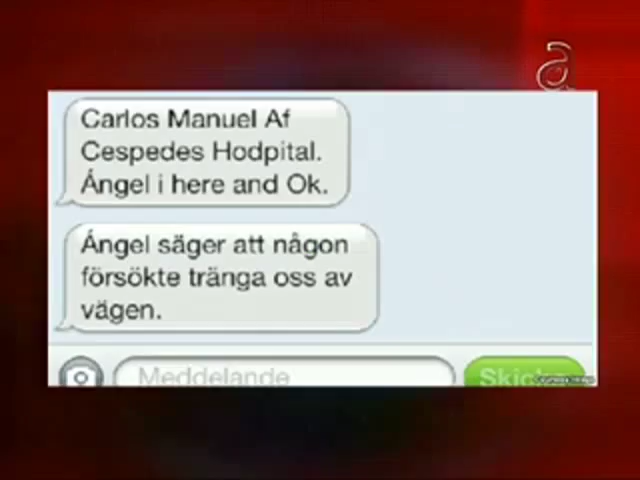 a
Carlos Manuel Af
Cespedes Hodpital.
Ángel i here and Ok.
Ángel säger att någon
försökte tränga oss av
vägen.
Meddelande